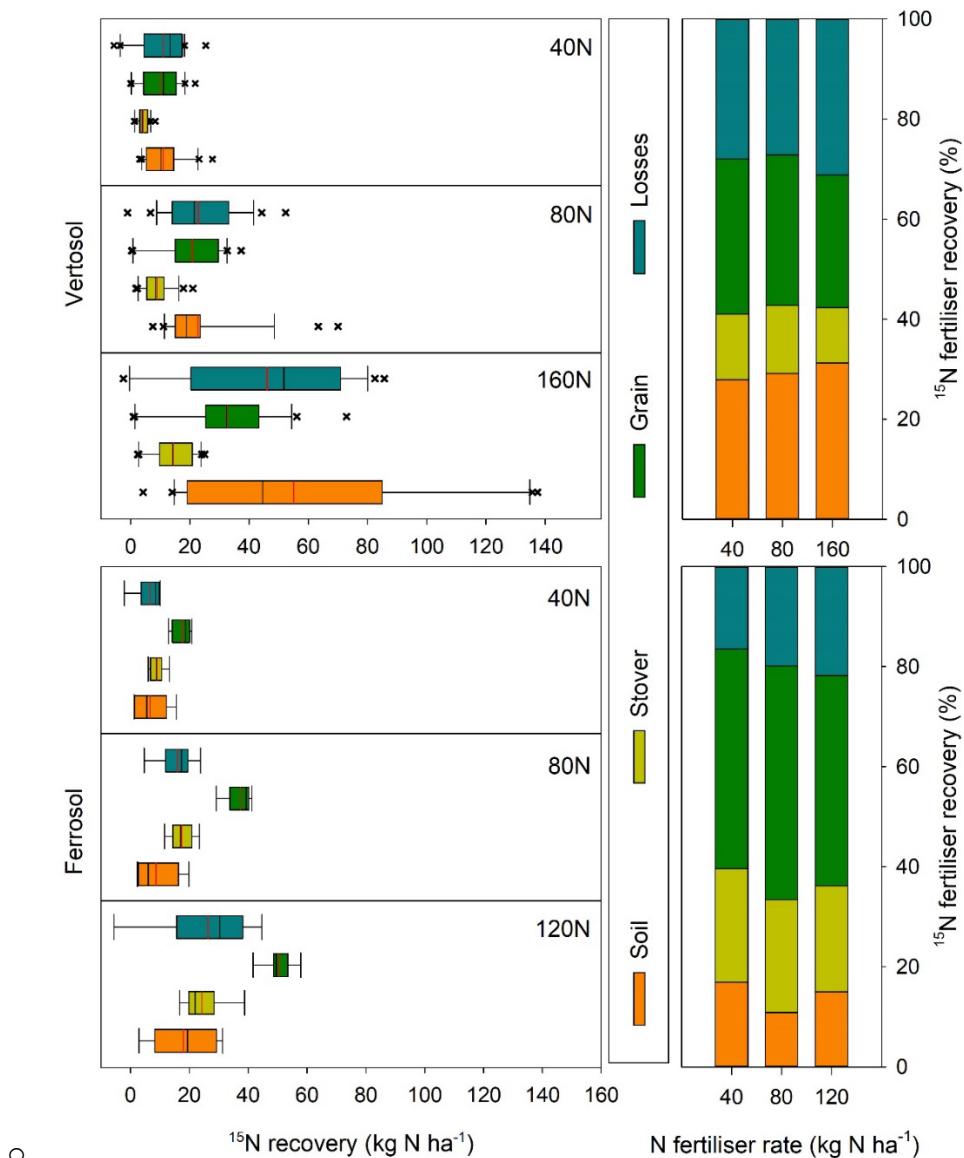 Vertosol
40N
80N
160N
0 20 40 60 80 100 120 140
Ferrosol
40N
80N
120N
0 20 40 60 80 100 120 140 160
¹⁵N recovery (kg N ha⁻¹)
Losses
Grain
Stover
Soil
100
80
60
40
20
0
¹⁵N fertiliser recovery (%)
40 80 160
100
80
60
40
20
0
¹⁵N fertiliser recovery (%)
40 80 120
N fertiliser rate (kg N ha⁻¹)